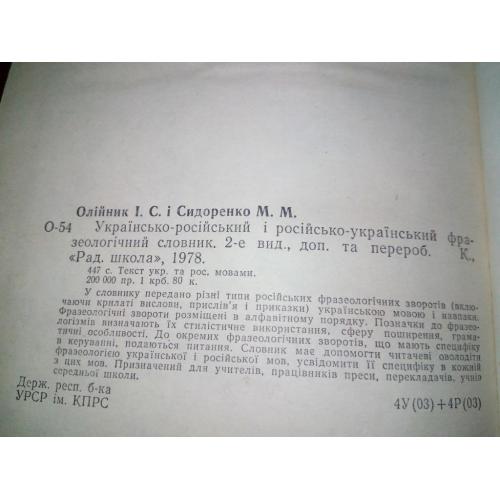 Олійник І. С. і Сидоренко М. М.
О-54 Українсько-російський і російсько-український фра-
зеологічний словник. 2-е вид., доп. та перероб. К.,
«Рад. школа», 1978.
447 с. Текст укр. та рос. мовами.
200 000 пр. 1 крб. 80 к.
У словнику передано різні типи російських фразеологічних зворотів (вклю-
чаючи крилаті вислови, прислів'я і приказки) українською мовою і навпаки.
Фразеологічні звороти розміщені в алфавітному порядку. Позначки до фразео-
логізмів визначають їх стилістичне використання, сферу поширення, грама-
тичні особливості. До окремих фразеологічних зворотів, що мають специфіку
в керуванні, подаються питання. Словник має допомогти читачеві оволодіти
фразеологією української і російської мов, усвідомити її специфіку в кожній
з цих мов. Призначений для учителів, працівників преси, перекладачів, учнів
середньої школи.
Держ. респ. б-ка
УРСР ім. КПРС 4У (03)+4Р (03)